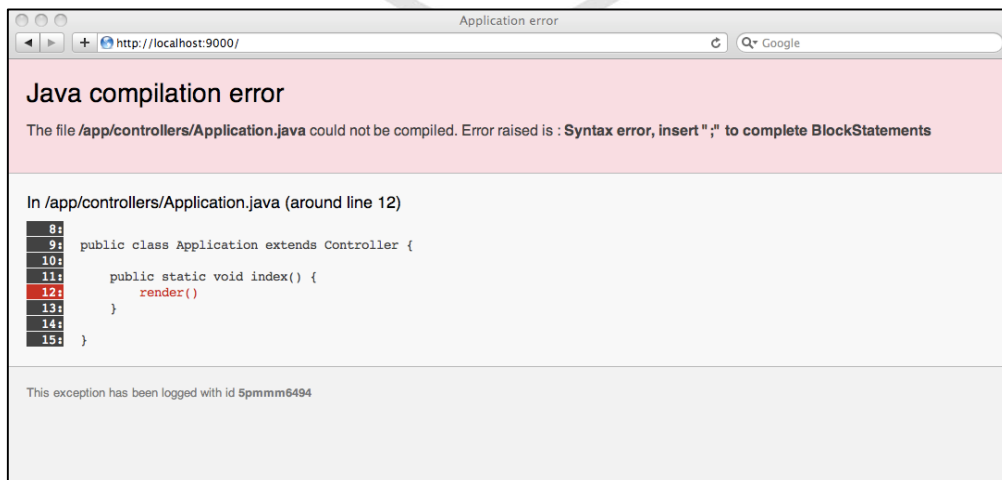 Application error
http://localhost:9000/
Google
Java compilation error
The file /app/controllers/Application.java could not be compiled. Error raised is : Syntax error, insert ";" to complete BlockStatements
In /app/controllers/Application.java (around line 12)
8:
9: public class Application extends Controller {
10:
11: public static void index() {
12: render()
13: }
14:
15: }
This exception has been logged with id 5pmmm6494